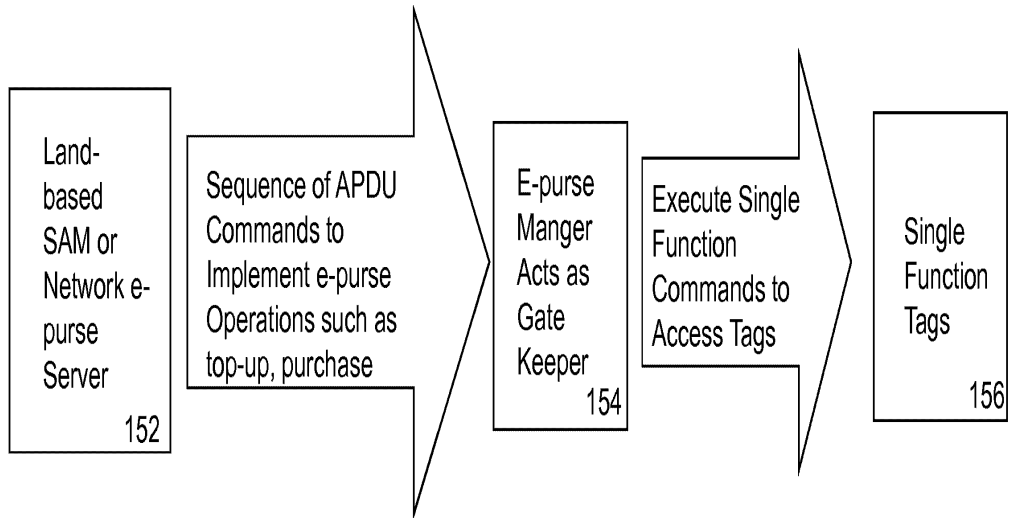 Land-
based
SAM or
Network e-
purse
Server
152
Sequence of APDU
Commands to
Implement e-purse
Operations such as
top-up, purchase
E-purse
Manger
Acts as
Gate
Keeper
154
Execute Single
Function
Commands to
Access Tags
Single
Function
Tags
156